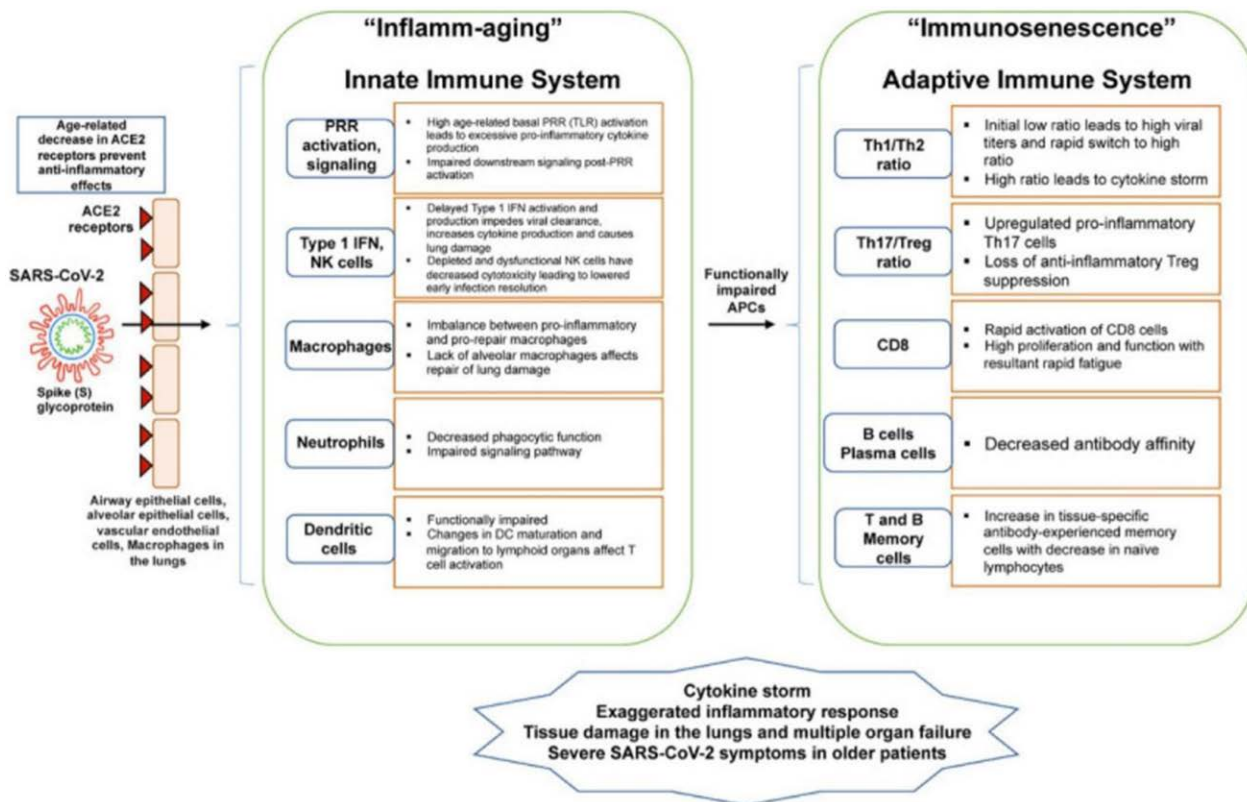 “Inflamm-aging”
Innate Immune System
“Immunosenescence”
Adaptive Immune System
Age-related
decrease in ACE2
receptors prevent
anti-inflammatory
effects
ACE2
receptors
SARS-CoV-2
Spike (S)
glycoprotein
Airway epithelial cells,
alveolar epithelial cells,
vascular endothelial
cells, Macrophages in
the lungs
PRR
activation,
signaling
▪ High age-related basal PRR (TLR) activation
leads to excessive pro-inflammatory cytokine
production
▪ Impaired downstream signaling post-PRR
activation
Type 1 IFN,
NK cells
▪ Delayed Type 1 IFN activation and
production impedes viral clearance,
increases cytokine production and causes
lung damage
▪ Depleted and dysfunctional NK cells have
decreased cytotoxicity leading to lowered
early infection resolution
Macrophages
▪ Imbalance between pro-inflammatory
and pro-repair macrophages
▪ Lack of alveolar macrophages affects
repair of lung damage
Neutrophils
▪ Decreased phagocytic function
▪ Impaired signaling pathway
Dendritic
cells
▪ Functionally impaired
▪ Changes in DC maturation and
migration to lymphoid organs affect T
cell activation
Functionally
impaired
APCs
Th1/Th2
ratio
▪ Initial low ratio leads to high viral
titers and rapid switch to high
ratio
▪ High ratio leads to cytokine storm
Th17/Treg
ratio
▪ Upregulated pro-inflammatory
Th17 cells
▪ Loss of anti-inflammatory Treg
suppression
CD8
▪ Rapid activation of CD8 cells
▪ High proliferation and function with
resultant rapid fatigue
B cells
Plasma cells
▪ Decreased antibody affinity
T and B
Memory
cells
▪ Increase in tissue-specific
antibody-experienced memory
cells with decrease in naïve
lymphocytes
Cytokine storm
Exaggerated inflammatory response
Tissue damage in the lungs and multiple organ failure
Severe SARS-CoV-2 symptoms in older patients